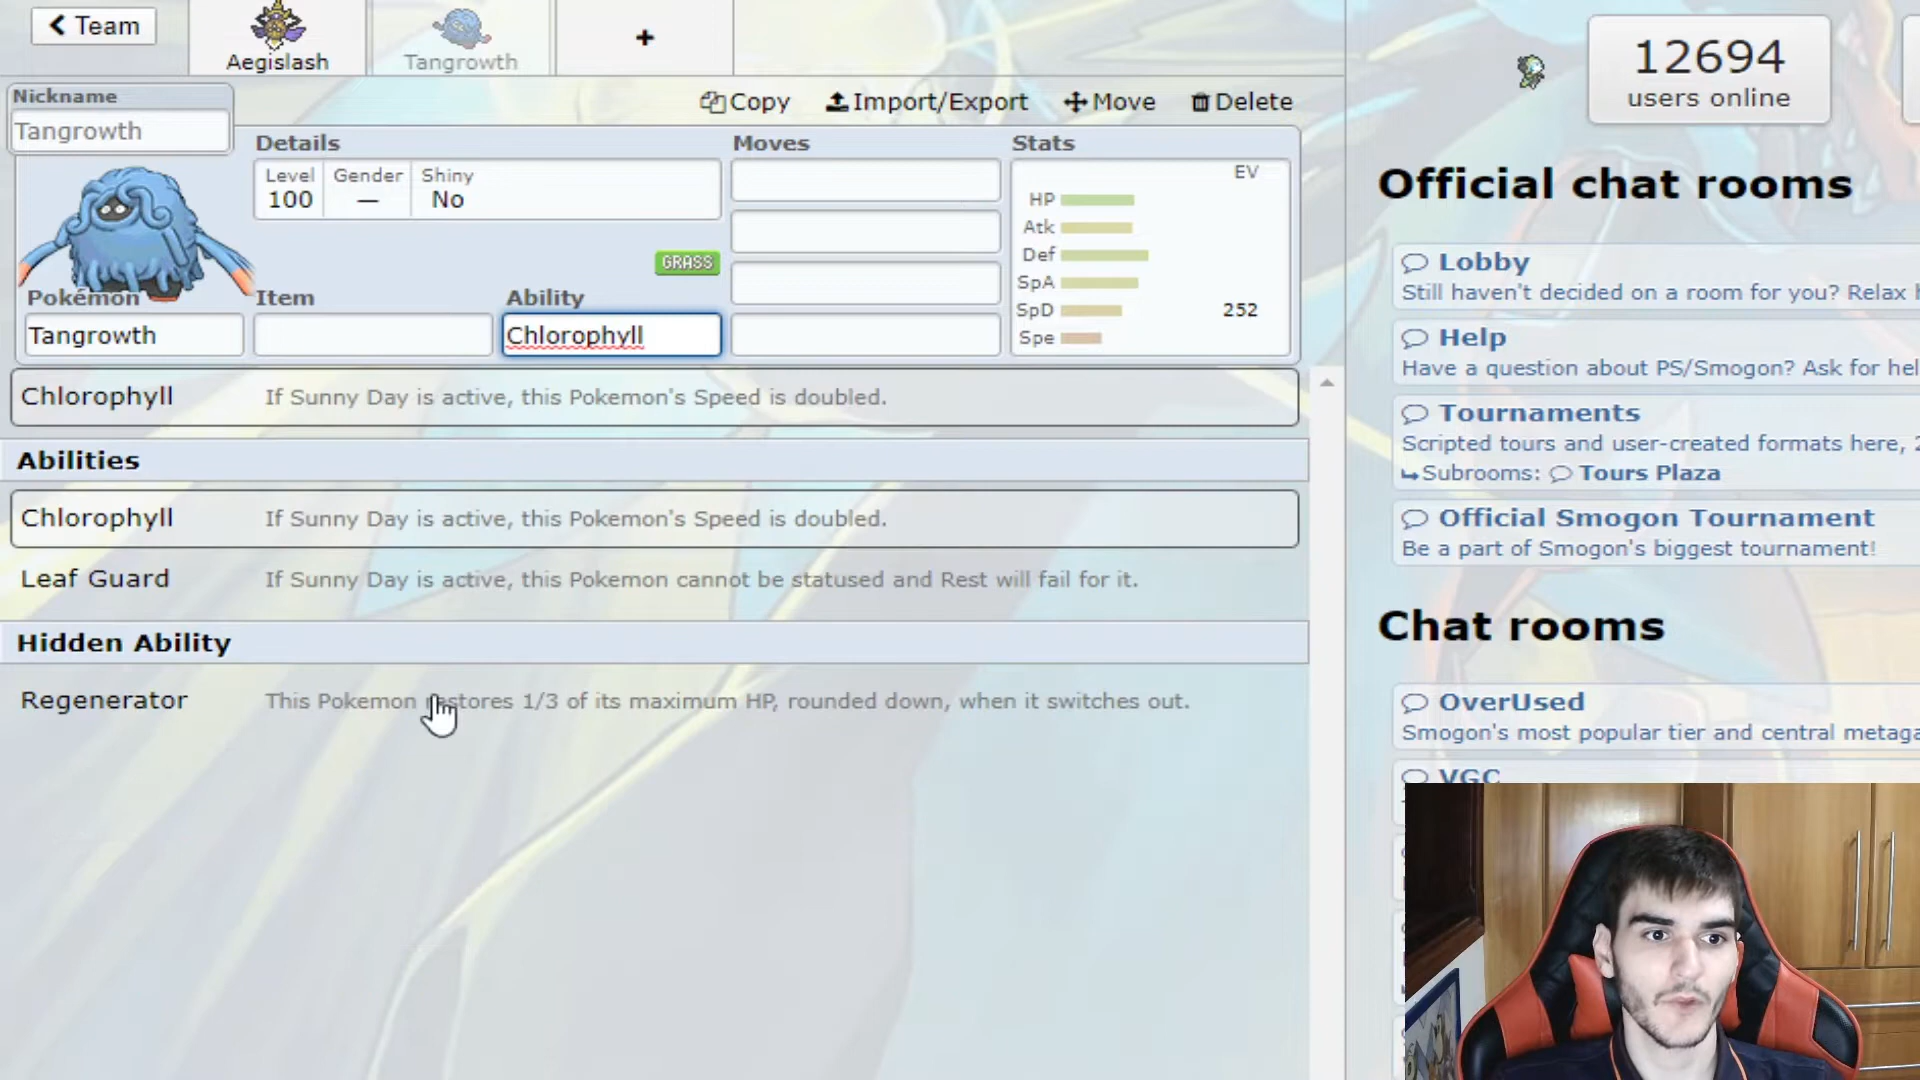 Team
Aegislash
Tangrowth
+
12694
users online
Nickname
Tangrowth
Copy
Import/Export
Move
Delete
Details
Moves
Stats
Level
100
Gender
—
Shiny
No
EV
HP
Atk
Def
SpA
SpD 252
Spe
GRASS
Pokémon
Tangrowth
Item
Ability
Chlorophyll
Chlorophyll If Sunny Day is active, this Pokemon's Speed is doubled.
Abilities
Chlorophyll If Sunny Day is active, this Pokemon's Speed is doubled.
Leaf Guard If Sunny Day is active, this Pokemon cannot be statused and Rest will fail for it.
Hidden Ability
Regenerator This Pokemon restores 1/3 of its maximum HP, rounded down, when it switches out.
Official chat rooms
Lobby
Still haven't decided on a room for you? Relax
Help
Have a question about PS/Smogon? Ask for
Tournaments
Scripted tours and user-created formats here,
Subrooms: Tours Plaza
Official Smogon Tournament
Be a part of Smogon's biggest tournament!
Chat rooms
OverUsed
Smogon's most popular tier and central
VGC